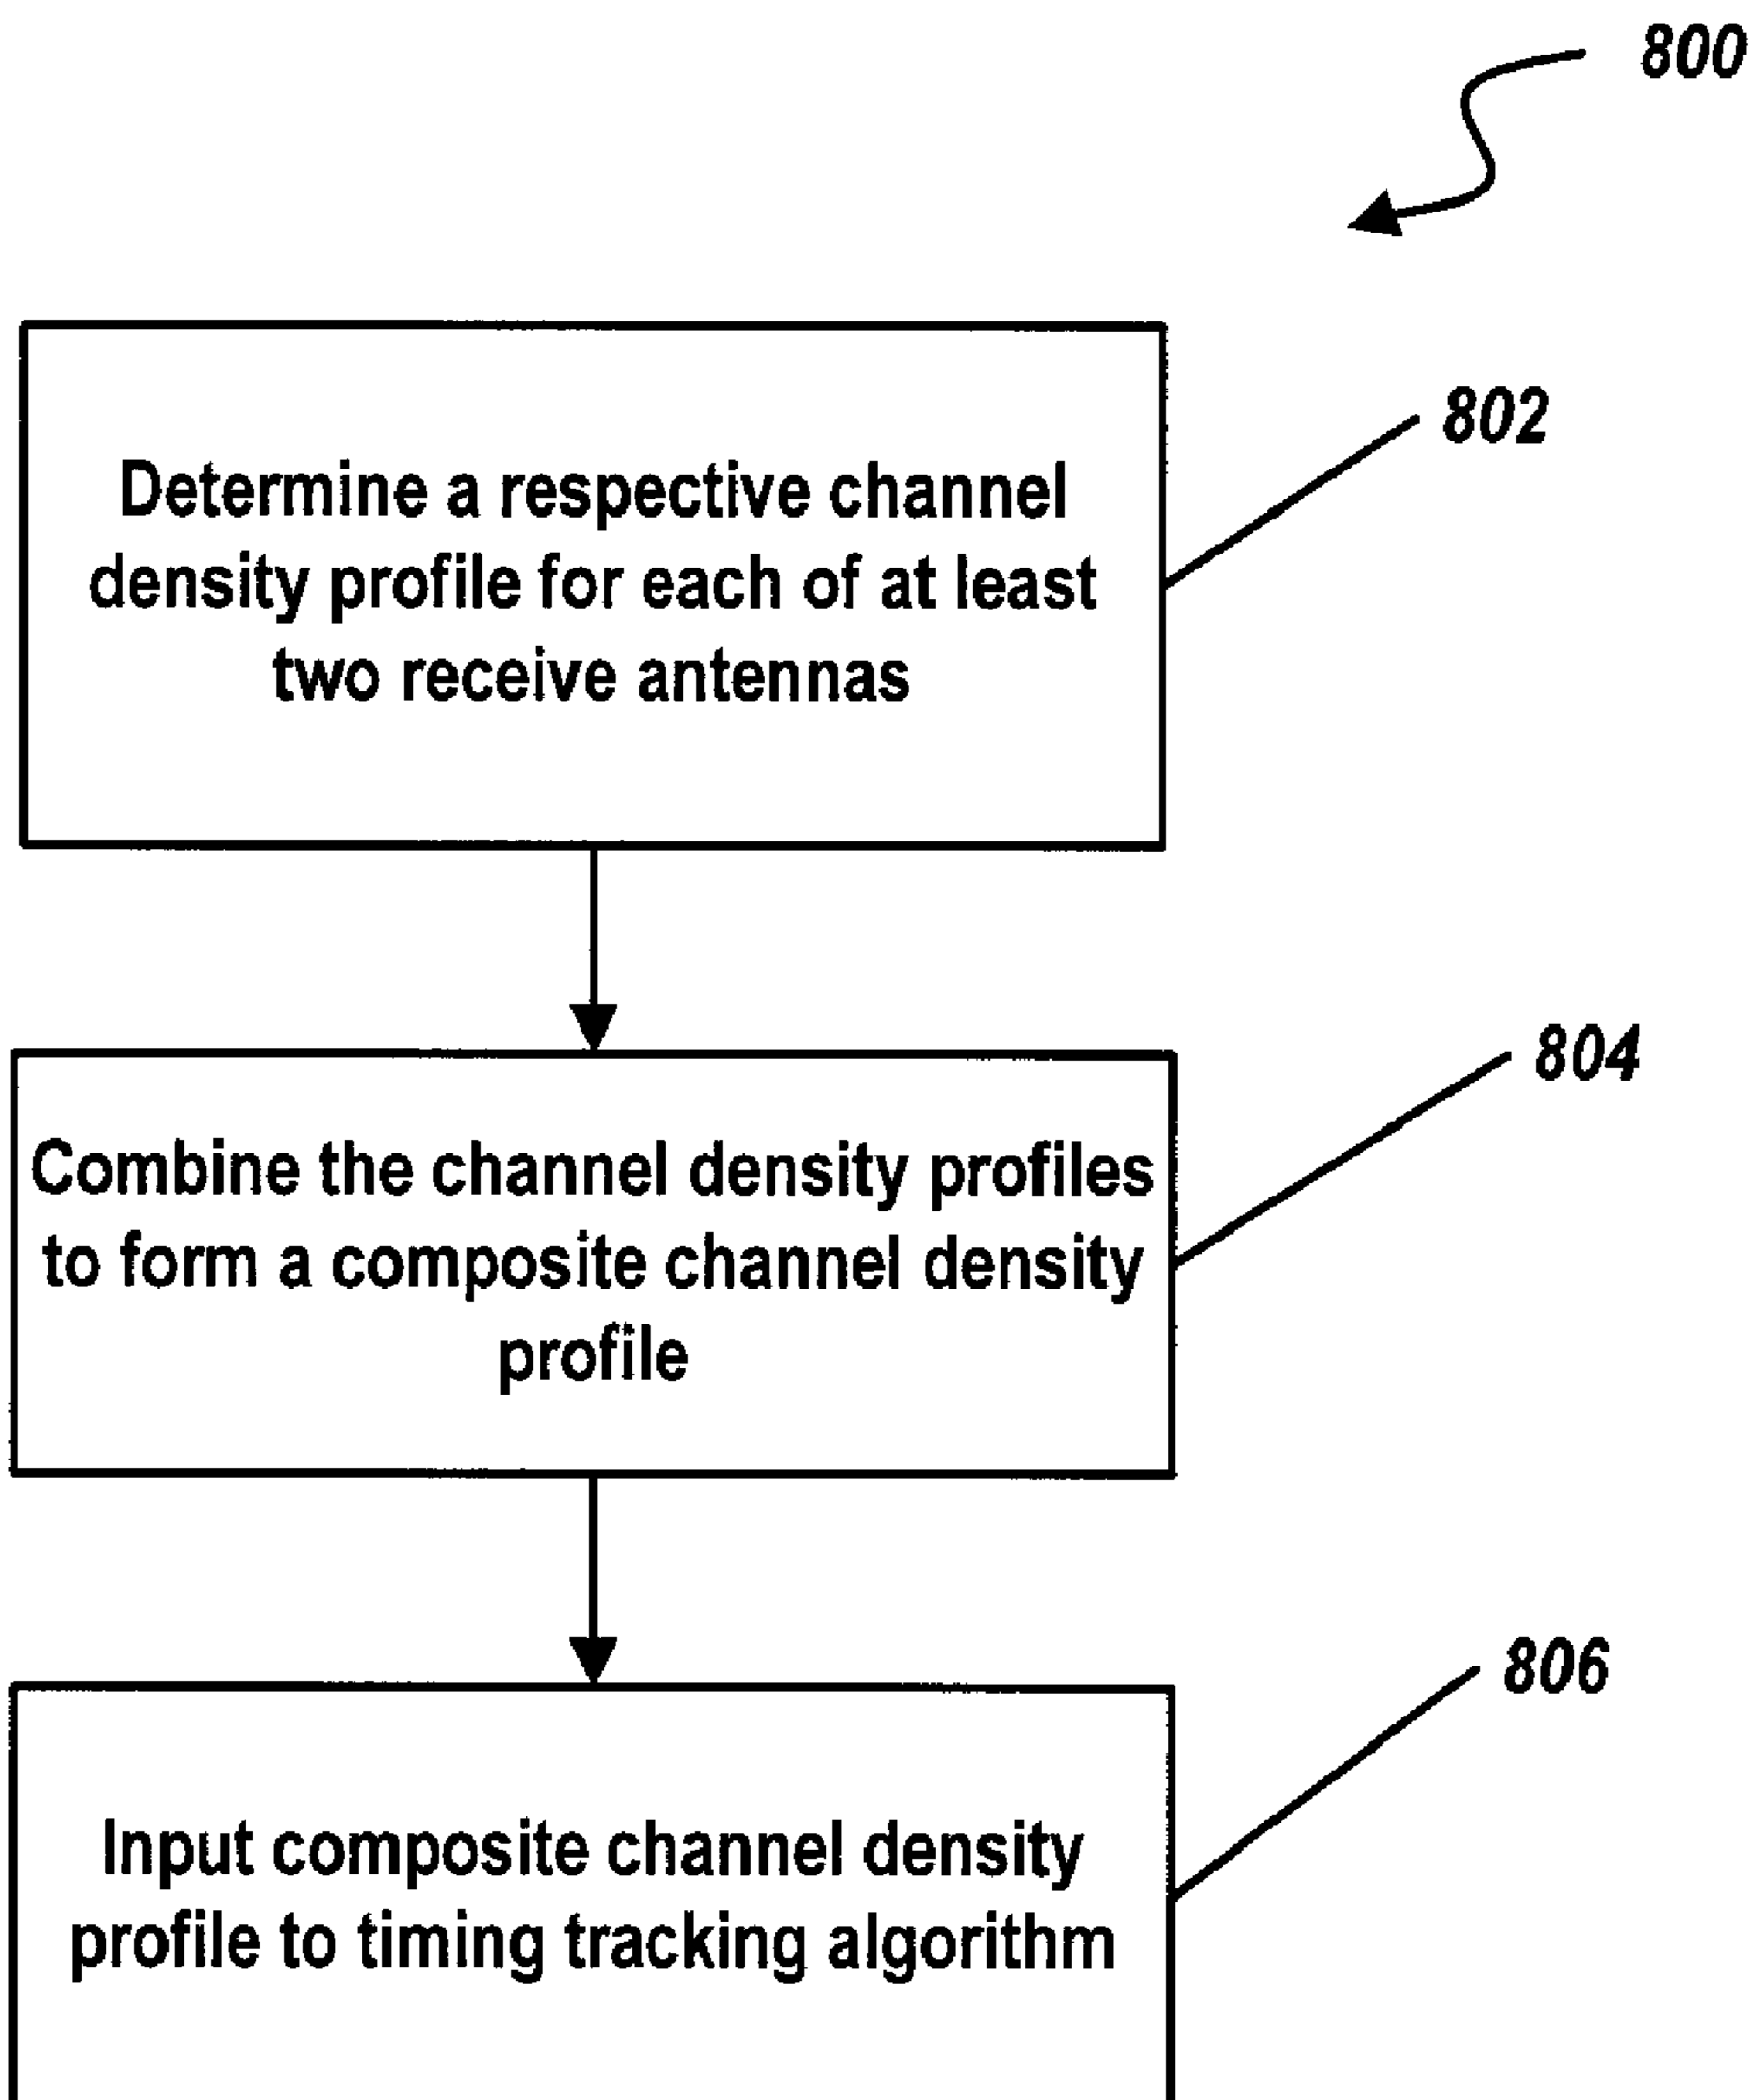 800
802
Determine a respective channel
density profile for each of at least
two receive antennas
804
Combine the channel density profiles
to form a composite channel density
profile
806
Input composite channel density
profile to timing tracking algorithm